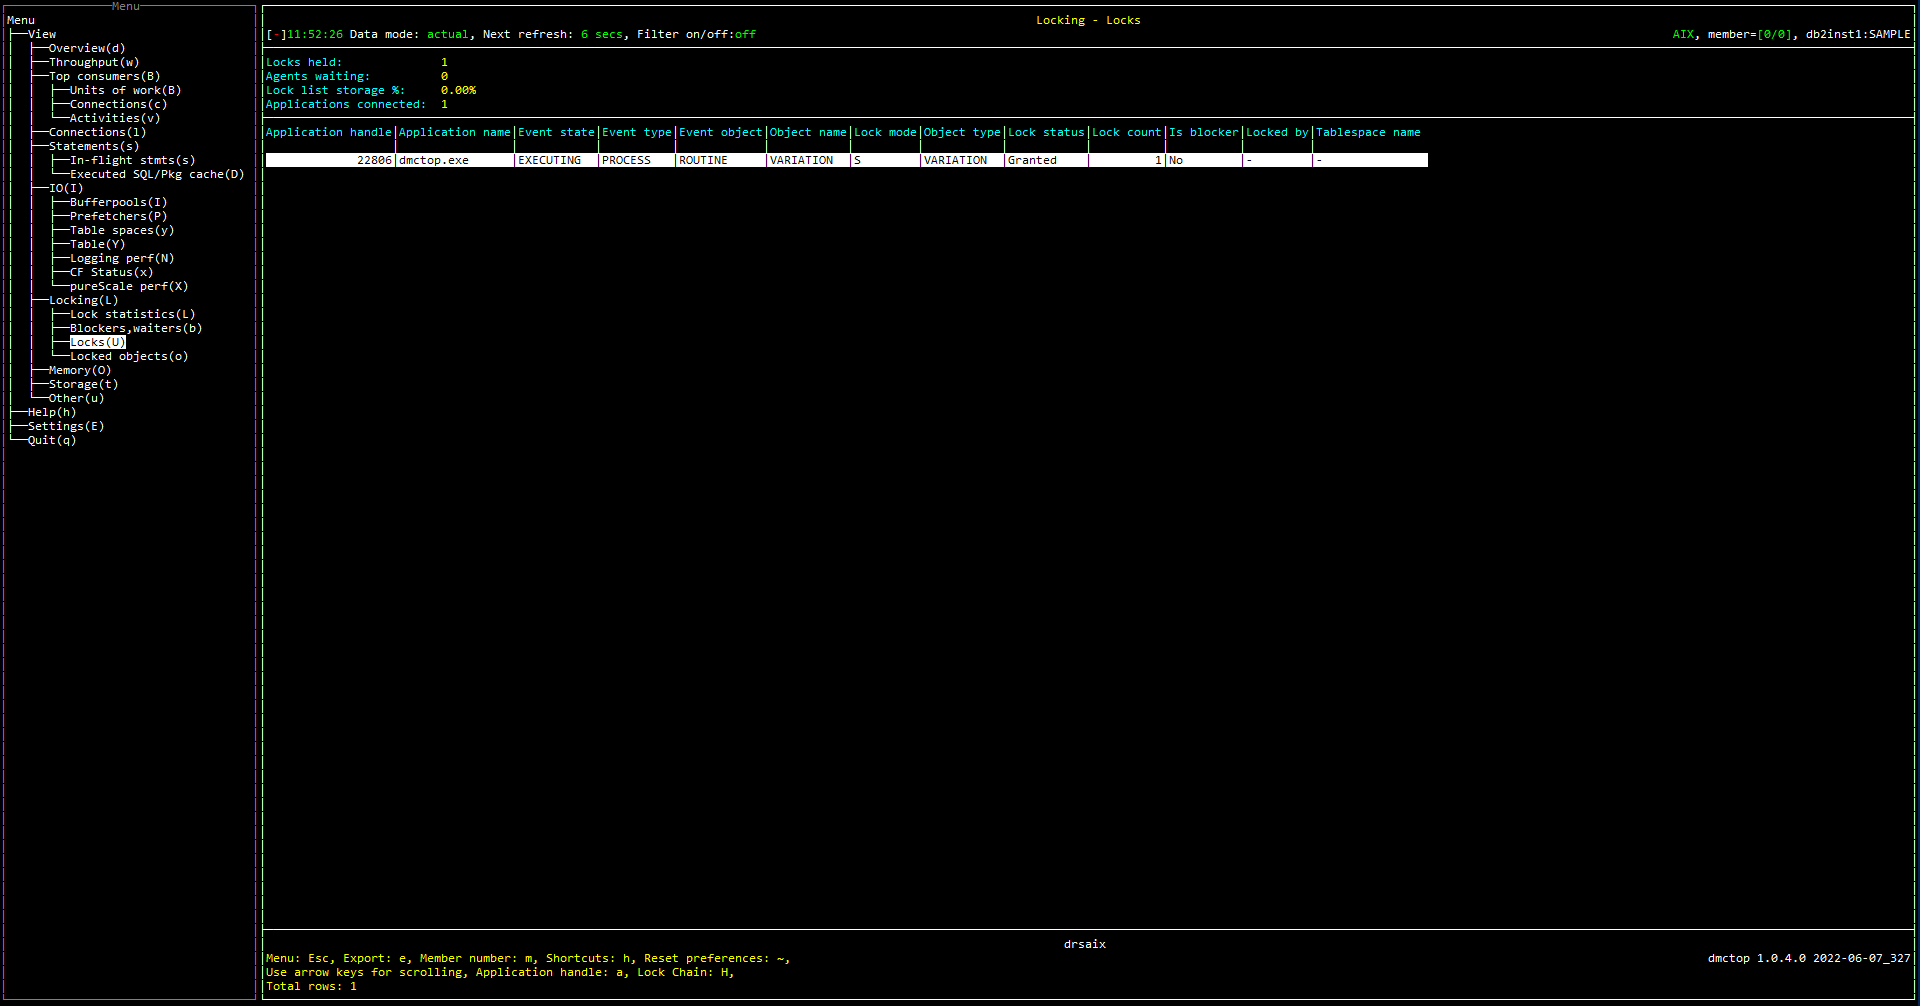 Menu
Menu
View
Overview(d)
Throughput(w)
Top consumers(B)
Units of work(B)
Connections(c)
Activities(v)
Connections(l)
Statements(s)
In-flight stmts(s)
Executed SQL/Pkg cache(D)
IO(I)
Bufferpools(I)
Prefetchers(P)
Table spaces(y)
Table(Y)
Logging perf(N)
CF Status(x)
pureScale perf(X)
Locking(L)
Lock statistics(L)
Blockers,waiters(b)
Locks(U)
Locked objects(o)
Memory(O)
Storage(t)
Other(u)
Help(h)
Settings(E)
Quit(q)
Locking - Locks
[-]11:52:26 Data mode: actual, Next refresh: 6 secs, Filter on/off:off AIX, member=[0/0], db2inst1:SAMPLE
Locks held: 1
Agents waiting: 0
Lock list storage %: 0.00%
Applications connected: 1
Application handle|Application name|Event state|Event type|Event object|Object name|Lock mode|Object type|Lock status|Lock count|Is blocker|Locked by|Tablespace name
22806|dmctop.exe |EXECUTING |PROCESS |ROUTINE |VARIATION |S |VARIATION |Granted | 1|No |- |-
drsaix
Menu: Esc, Export: e, Member number: m, Shortcuts: h, Reset preferences: ~, dmctop 1.0.4.0 2022-06-07_327
Use arrow keys for scrolling, Application handle: a, Lock Chain: H,
Total rows: 1